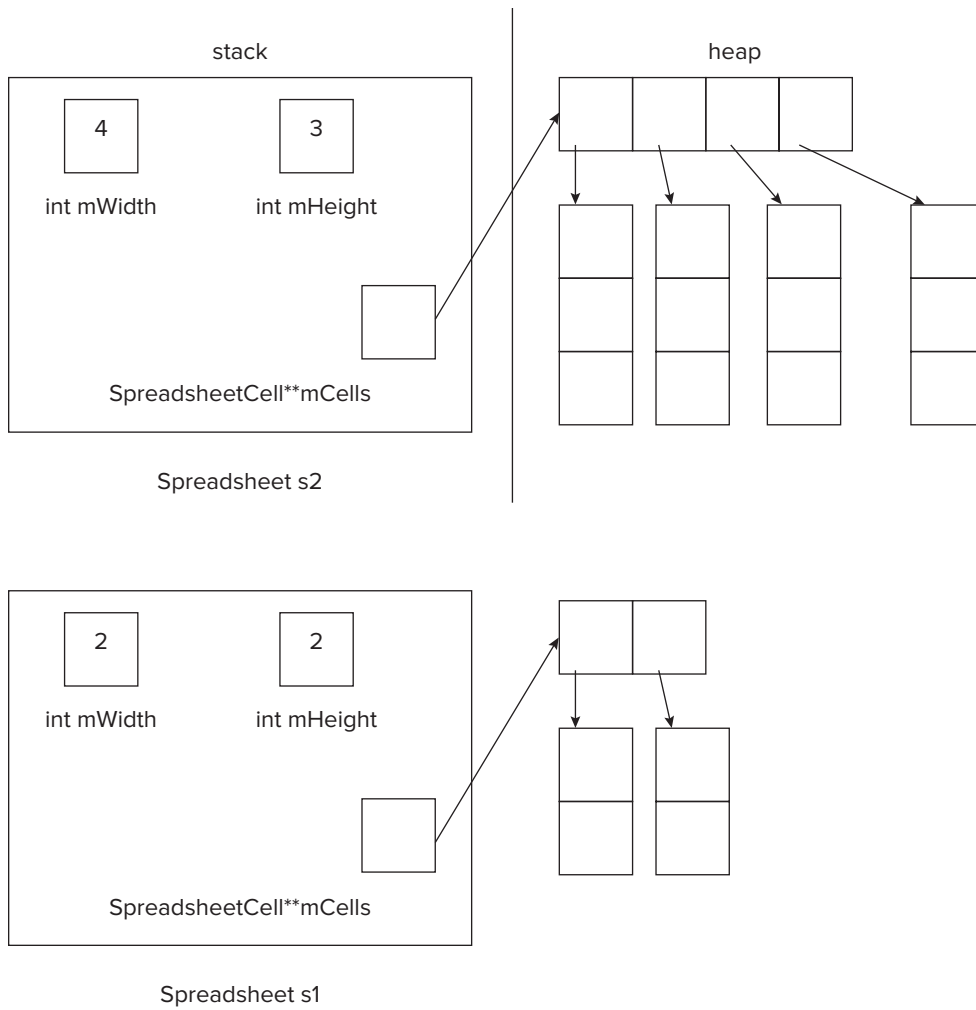 stack
heap
4
3
int mWidth
int mHeight
SpreadsheetCell**mCells
Spreadsheet s2
2
2
int mWidth
int mHeight
SpreadsheetCell**mCells
Spreadsheet s1